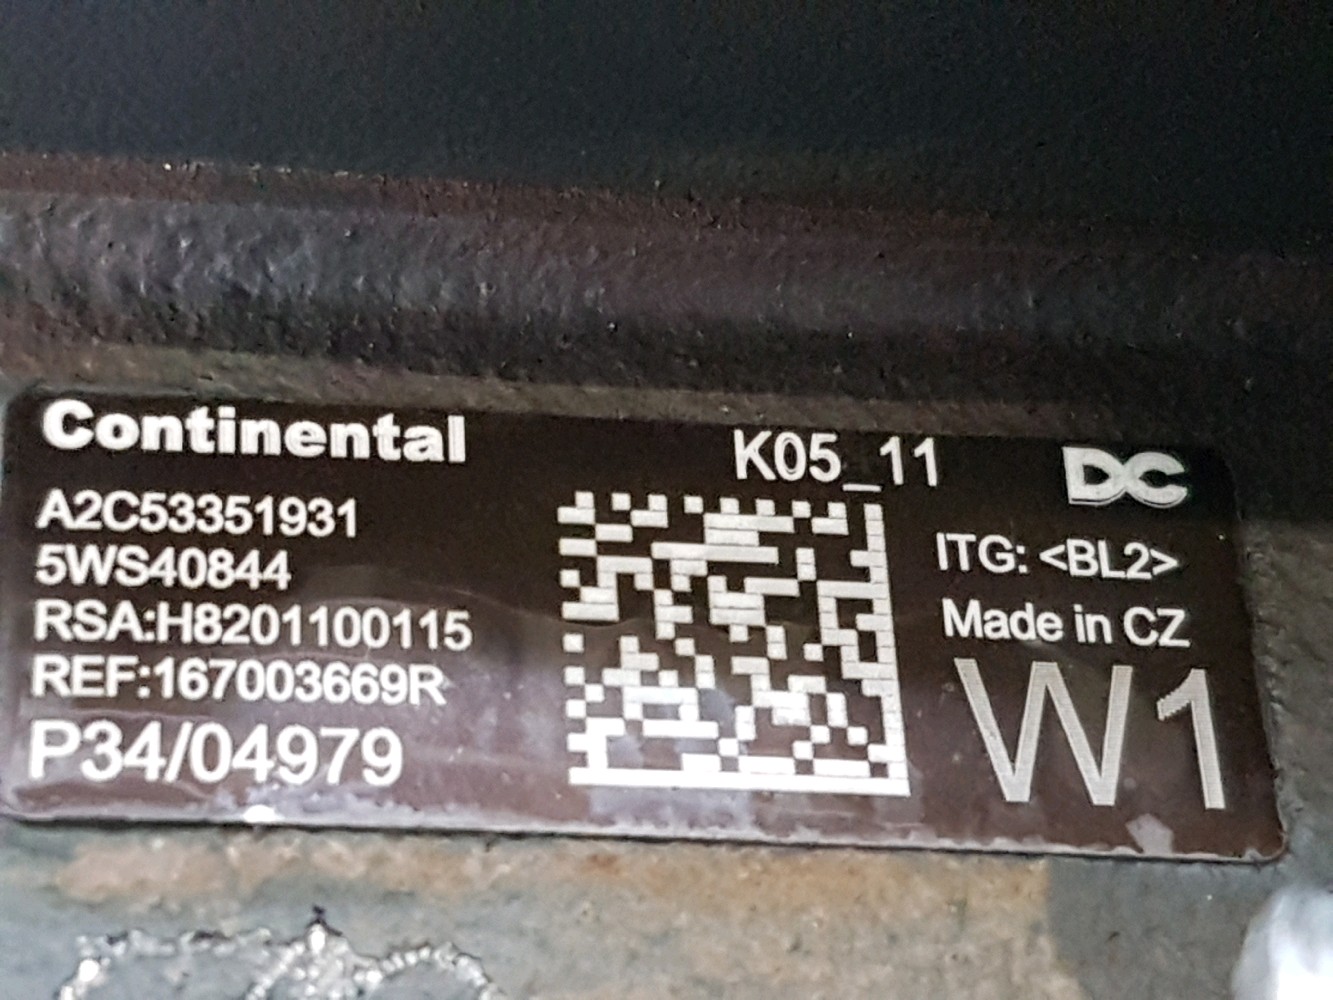 Continental
A2C53351931
5WS40844
RSA:H8201100115
REF:167003669R
P34/04979
K05_11
DC
ITG: <BL2>
Made in CZ
W1